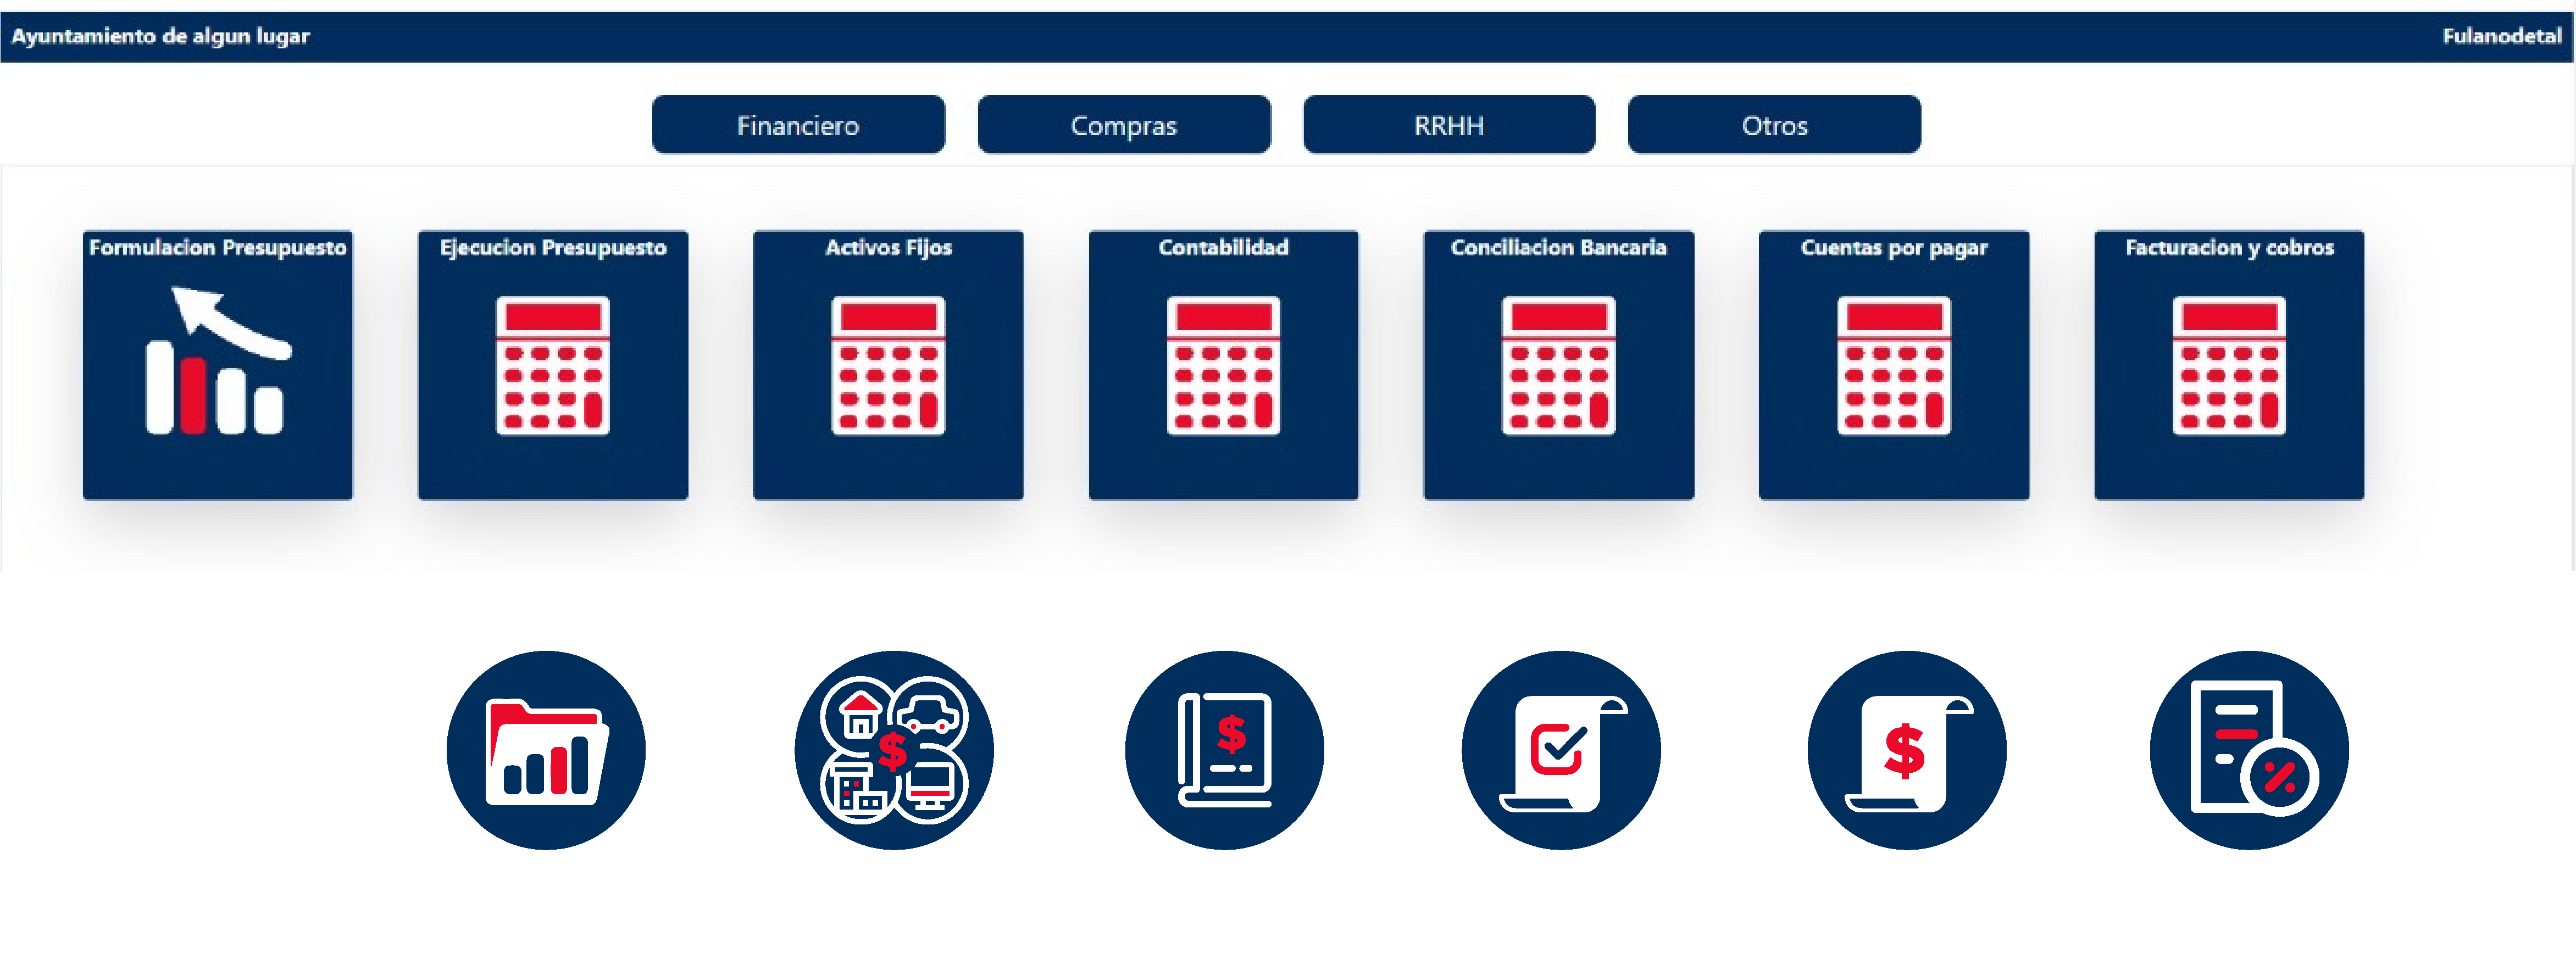 Ayuntamiento de algun lugar
Fulanodetal
Financiero
Compras
RRHH
Otros
Formulacion Presupuesto
Ejecucion Presupuesto
Activos Fijos
Contabilidad
Conciliacion Bancaria
Cuentas por pagar
Facturacion y cobros
$
$
$
%